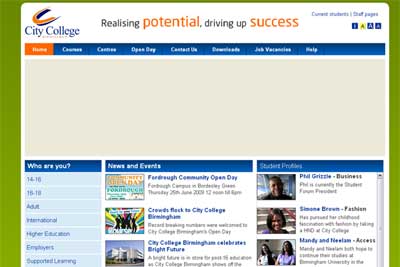 City College
BIRMINGHAM
Realising potential, driving up success
Current students | Staff pages
A A A
Home Courses Centres Open Day Contact Us Downloads Job Vacancies Help
Who are you?
14-16
16-18
Adult
International
Higher Education
Employers
Supported Learning
News and Events
COMMUNITY
OPEN DAY
FORDROUGH
Fordrough Community Open Day
Fordrough Campus in Bordesley Green
Thursday 25th June 2009 12 noon till 6pm
Crowds flock to City College
Birmingham
Record breaking numbers were welcomed to
City College Birmingham's Open Day
City College Birmingham celebrates
Bright Future
A bright future is in store for post-16 education
as City College Birmingham shows off the
Student Profiles
Phil Grizzle - Business
Phil is currently the Student
Forum President
Simone Brown - Fashion
Has pursued her childhood
fascination with fashion by taking
a HND at City College
Mandy and Neelam - Access
Mandy and Neelam both hope to
continue their studies at
Birmingham University in the